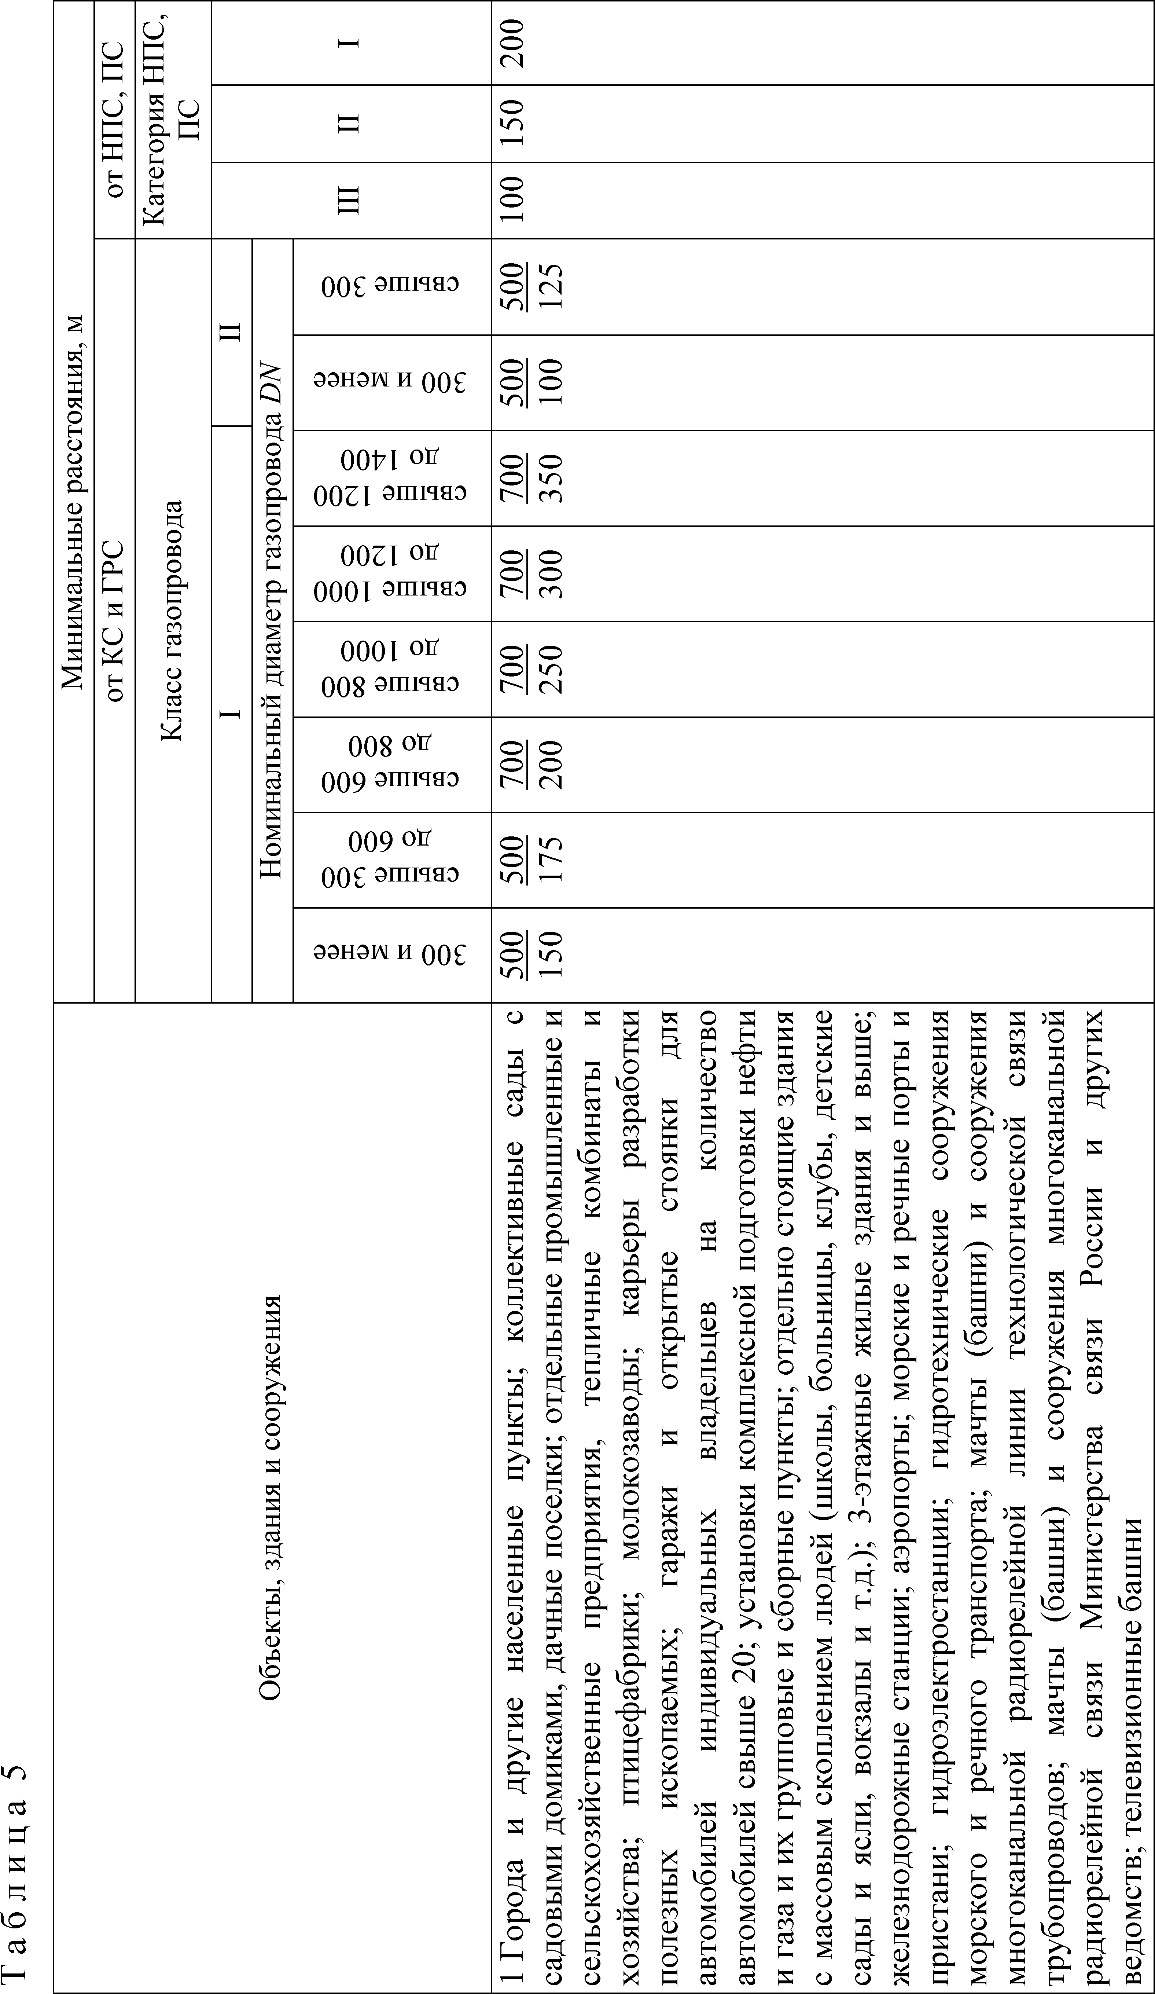 Т а б л и ц а  5
Объекты, здания и сооружения
Минимальные расстояния, м
от КС и ГРС
от НПС, ПС
Класс газопровода
Категория НПС,
ПС
I
II
III
II
I
Номинальный диаметр газопровода DN
300 и менее
свыше 300
до 600
свыше 600
до 800
свыше 800
до 1000
свыше 1000
до 1200
свыше 1200
до 1400
300 и менее
свыше 300
1 Города и другие населенные пункты; коллективные сады с
садовыми домиками, дачные поселки; отдельные промышленные и
сельскохозяйственные предприятия, тепличные комбинаты и
хозяйства; птицефабрики; молокозаводы; карьеры разработки
полезных ископаемых; гаражи и открытые стоянки для
автомобилей индивидуальных владельцев на количество
автомобилей свыше 20; установки комплексной подготовки нефти
и газа и их групповые и сборные пункты; отдельно стоящие здания
с массовым скоплением людей (школы, больницы, клубы, детские
сады и ясли, вокзалы и т.д.); 3-этажные жилые здания и выше;
железнодорожные станции; аэропорты; морские и речные порты и
пристани; гидроэлектростанции; гидротехнические сооружения
морского и речного транспорта; мачты (башни) и сооружения
многоканальной радиорелейной линии технологической связи
трубопроводов; мачты (башни) и сооружения многоканальной
радиорелейной связи Министерства связи России и других
ведомств; телевизионные башни
500
150
500
175
700
200
700
250
700
300
700
350
500
100
500
125
100
150
200